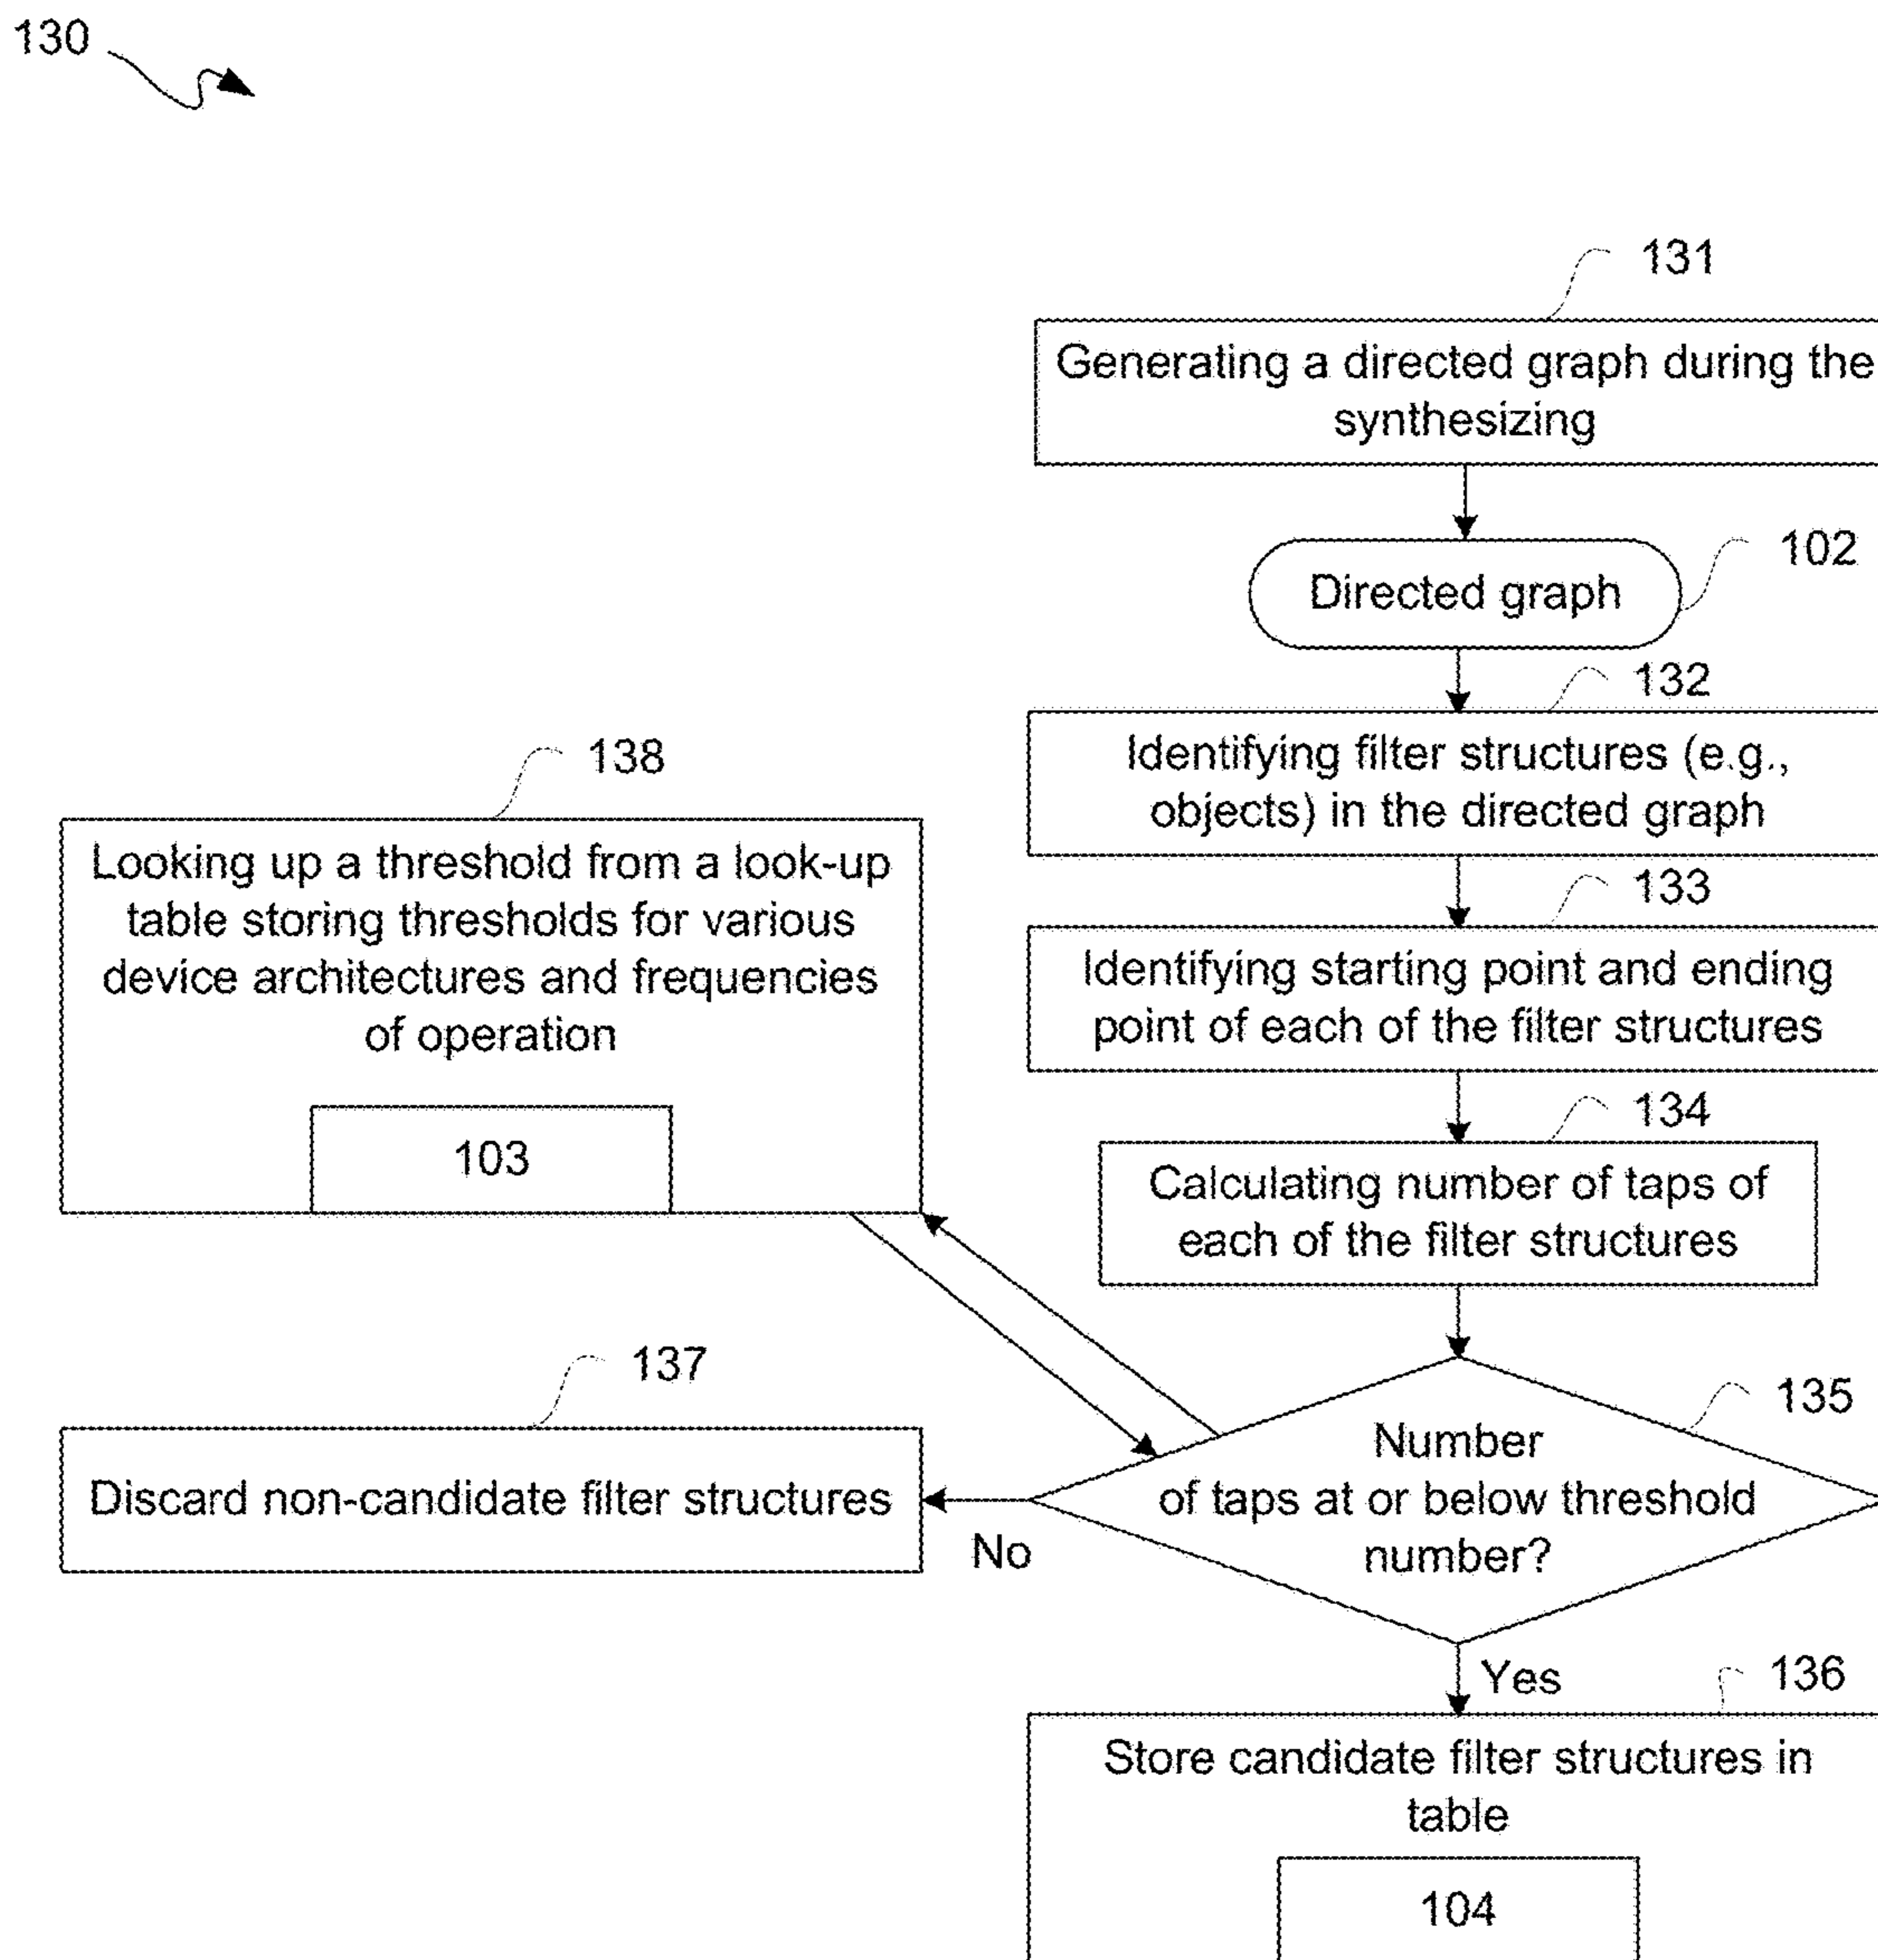 130
131
Generating a directed graph during the
synthesizing
102
Directed graph
132
Identifying filter structures (e.g.,
objects) in the directed graph
138
Looking up a threshold from a look-up
table storing thresholds for various
device architectures and frequencies
of operation
103
133
Identifying starting point and ending
point of each of the filter structures
134
Calculating number of taps of
each of the filter structures
137
Discard non-candidate filter structures
135
Number
of taps at or below threshold
number?
No
Yes
136
Store candidate filter structures in
table
104